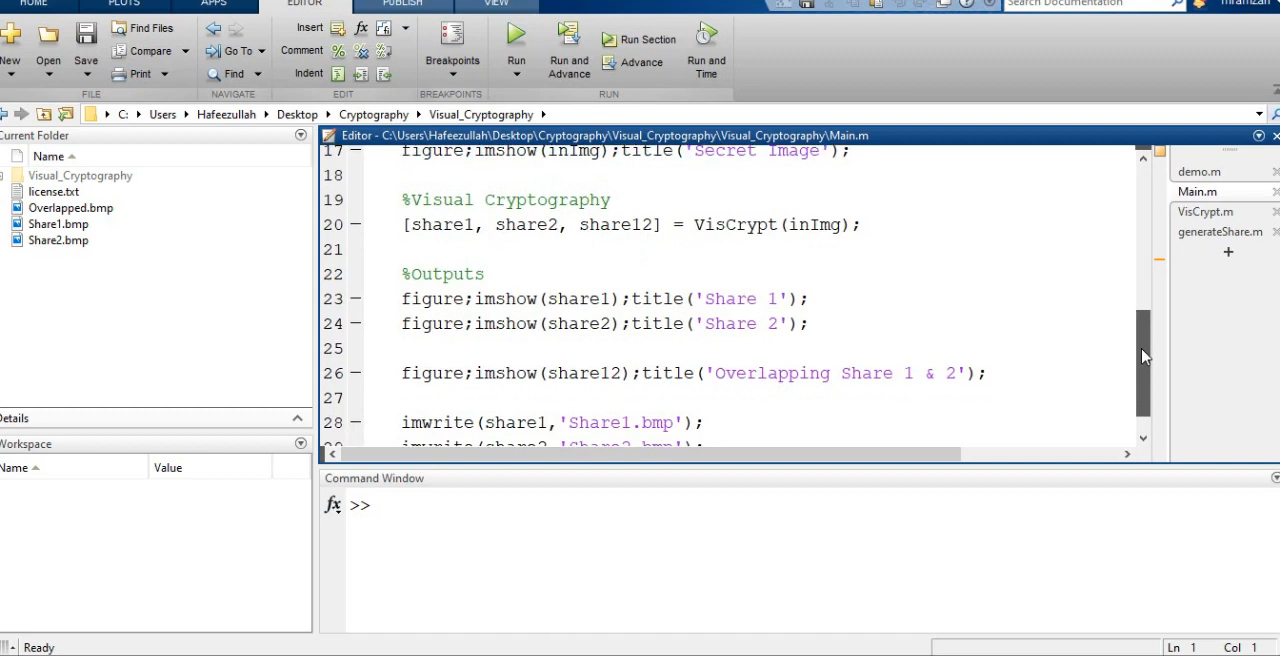 HOME PLOTS APPS EDITOR PUBLISH VIEW Search Documentation
Find Files Insert fx Run Section
Compare Go To Comment Advance
New Open Save Print Find Indent Breakpoints Run Run and Advance Run and Time
FILE NAVIGATE EDIT BREAKPOINTS RUN
C: Users Hafeezullah Desktop Cryptography Visual_Cryptography
Current Folder
Name
Visual_Cryptography
license.txt
Overlapped.bmp
Share1.bmp
Share2.bmp
Details
Workspace
Name Value
Editor - C:\Users\Hafeezullah\Desktop\Cryptography\Visual_Cryptography\Visual_Cryptography\Main.m
17 figure;imshow(inImg);title('Secret Image');
18
19 %Visual Cryptography
20 [share1, share2, share12] = VisCrypt(inImg);
21
22 %Outputs
23 figure;imshow(share1);title('Share 1');
24 figure;imshow(share2);title('Share 2');
25
26 figure;imshow(share12);title('Overlapping Share 1 & 2');
27
28 imwrite(share1,'Share1.bmp');
29 imwrite(share2,'Share2.bmp');
demo.m
Main.m
VisCrypt.m
generateShare.m
Command Window
fx >>
Ready
Ln 1 Col 1